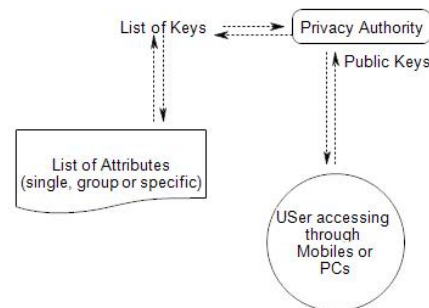 List of Keys
Privacy Authority
Public Keys
List of Attributes
(single, group or specific)
USer accessing
through
Mobiles or
PCs